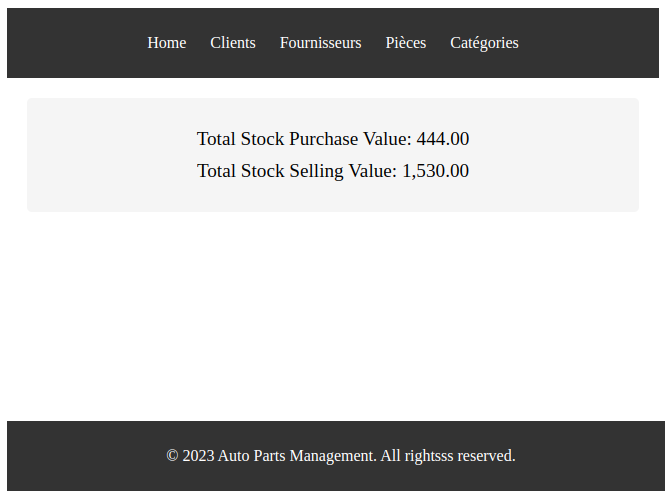 Home Clients Fournisseurs Pièces Catégories
Total Stock Purchase Value: 444.00
Total Stock Selling Value: 1,530.00
© 2023 Auto Parts Management. All rightsss reserved.